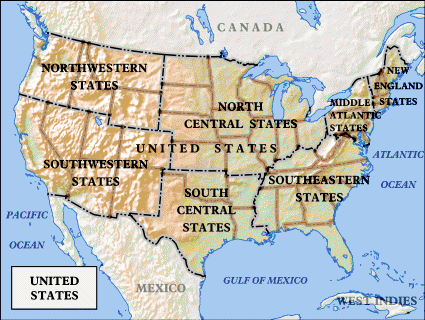 CANADA
NORTHWESTERN
STATES
NEW
ENGLAND
STATES
NORTH
CENTRAL STATES
MIDDLE
ATLANTIC
STATES
UNITED STATES
ATLANTIC
OCEAN
SOUTHWESTERN
STATES
SOUTH
CENTRAL
STATES
SOUTHEASTERN
STATES
PACIFIC
OCEAN
UNITED
STATES
MEXICO
GULF OF MEXICO
WEST INDIES